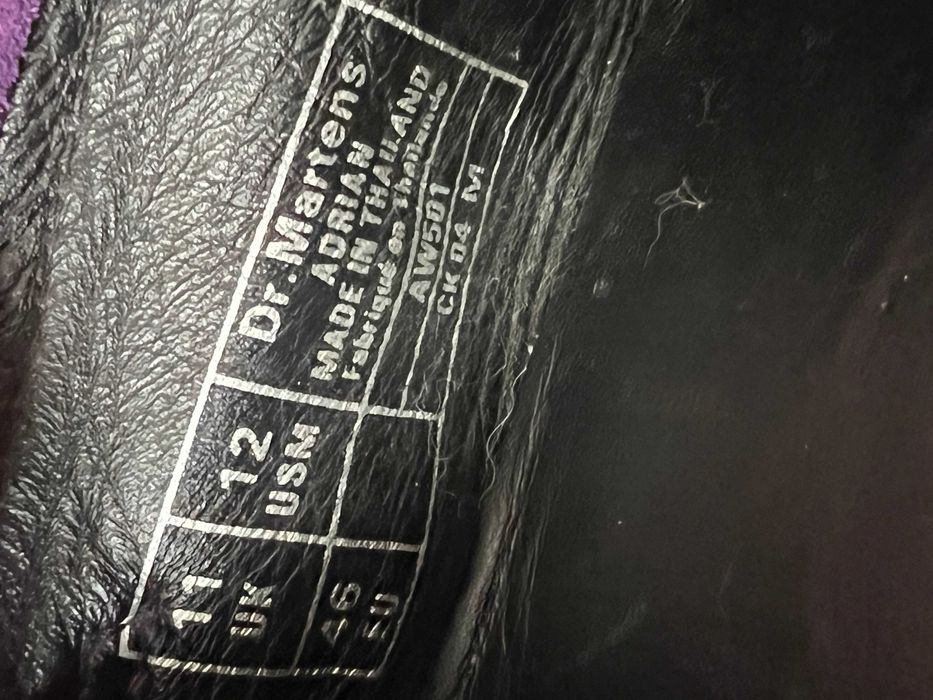 Dr.Martens
ADRIAN
MADE IN THAILAND
Fabriqué en Thaïlande
AW501
CK 04 M
12
USM
11
UK
46
EU